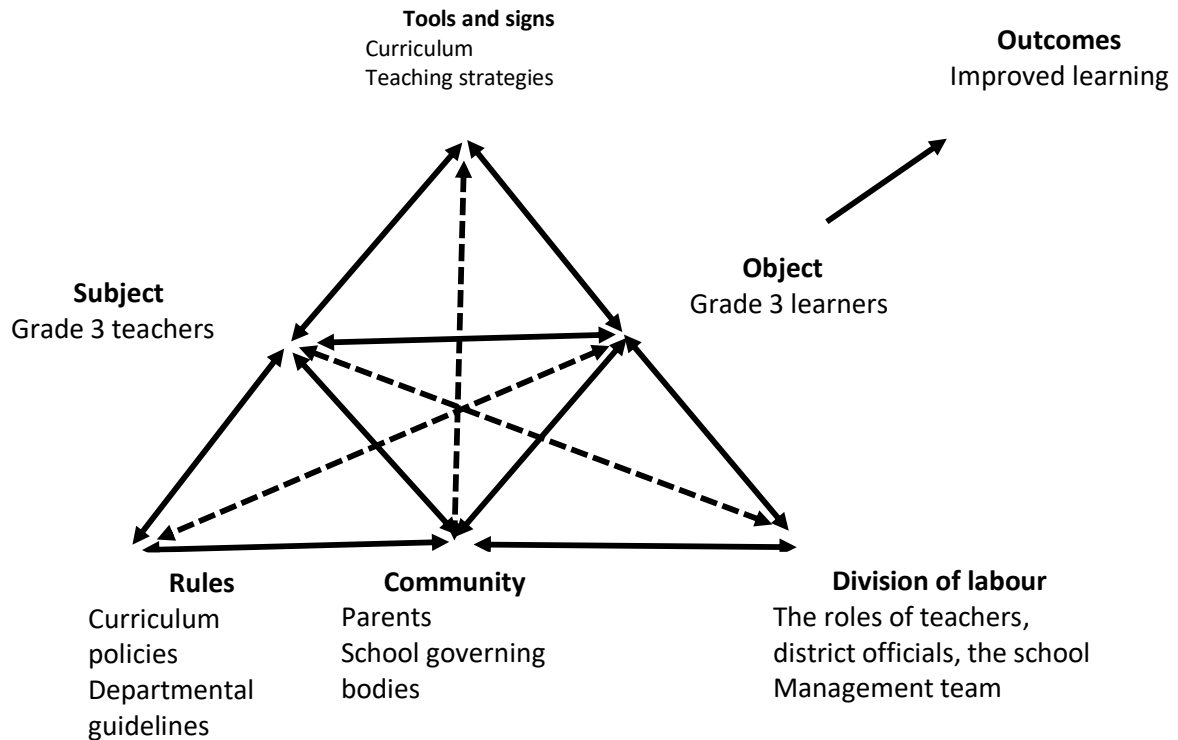 Tools and signs
Curriculum
Teaching strategies
Outcomes
Improved learning
Subject
Grade 3 teachers
Object
Grade 3 learners
Rules
Curriculum
policies
Departmental
guidelines
Community
Parents
School governing
bodies
Division of labour
The roles of teachers,
district officials, the school
Management team